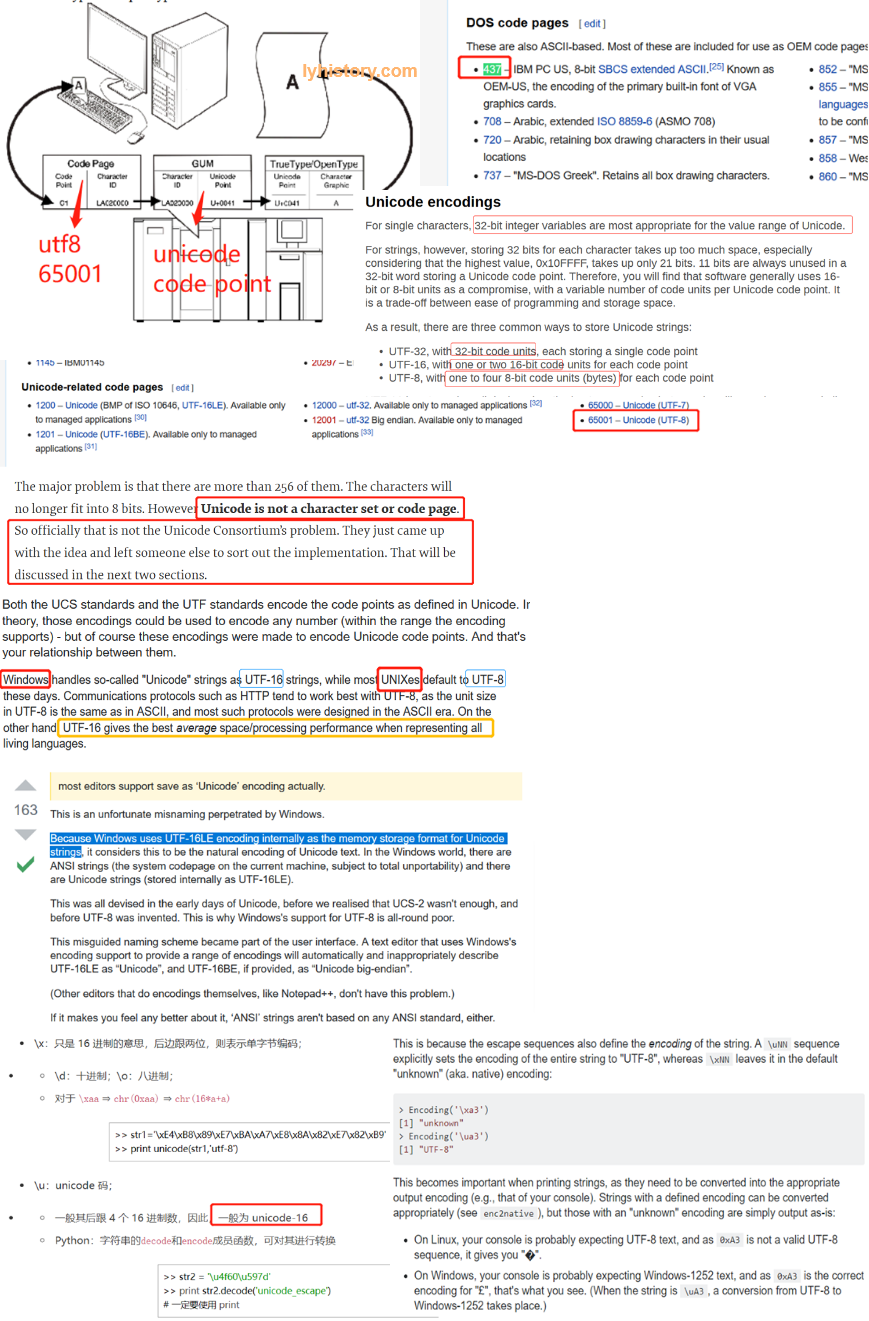 lyhistory.com
A
A
Code Page
GUM
TrueType/OpenType
Code Point
Character ID
Character ID
Unicode Point
Unicode Point
Character Graphic
C1
LA020000
LA020000
U+0041
U+0041
A
utf8
65001
unicode
code point
DOS code pages [ edit ]
These are also ASCII-based. Most of these are included for use as OEM code pages
• 437 – IBM PC US, 8-bit SBCS extended ASCII.[25] Known as
OEM-US, the encoding of the primary built-in font of VGA
graphics cards.
• 708 – Arabic, extended ISO 8859-6 (ASMO 708)
• 720 – Arabic, retaining box drawing characters in their usual
locations
• 737 – "MS-DOS Greek". Retains all box drawing characters.
• 852 – "MS
• 855 – "MS
languages
to be confu
• 857 – "MS
• 858 – Wes
• 860 – "MS
Unicode encodings
For single characters, 32-bit integer variables are most appropriate for the value range of Unicode.
For strings, however, storing 32 bits for each character takes up too much space, especially
considering that the highest value, 0x10FFFF, takes up only 21 bits. 11 bits are always unused in a
32-bit word storing a Unicode code point. Therefore, you will find that software generally uses 16-
bit or 8-bit units as a compromise, with a variable number of code units per Unicode code point. It
is a trade-off between ease of programming and storage space.
As a result, there are three common ways to store Unicode strings:
• UTF-32, with 32-bit code units, each storing a single code point
• UTF-16, with one or two 16-bit code units for each code point
• UTF-8, with one to four 8-bit code units (bytes) for each code point
• 1145 – IBM01145
• 20297 – E
Unicode-related code pages [ edit ]
• 1200 – Unicode (BMP of ISO 10646, UTF-16LE). Available only
to managed applications [30]
• 1201 – Unicode (UTF-16BE). Available only to managed
applications [31]
• 12000 – utf-32. Available only to managed applications [32]
• 12001 – utf-32 Big endian. Available only to managed
applications [33]
• 65000 – Unicode (UTF-7)
• 65001 – Unicode (UTF-8)
The major problem is that there are more than 256 of them. The characters will
no longer fit into 8 bits. However Unicode is not a character set or code page.
So officially that is not the Unicode Consortium's problem. They just came up
with the idea and left someone else to sort out the implementation. That will be
discussed in the next two sections.
Both the UCS standards and the UTF standards encode the code points as defined in Unicode. Ir
theory, those encodings could be used to encode any number (within the range the encoding
supports) - but of course these encodings were made to encode Unicode code points. And that's
your relationship between them.
Windows handles so-called "Unicode" strings as UTF-16 strings, while most UNIXes default to UTF-8
these days. Communications protocols such as HTTP tend to work best with UTF-8, as the unit size
in UTF-8 is the same as in ASCII, and most such protocols were designed in the ASCII era. On the
other hand UTF-16 gives the best average space/processing performance when representing all
living languages.
most editors support save as ‘Unicode’ encoding actually.
163
This is an unfortunate misnaming perpetrated by Windows.
Because Windows uses UTF-16LE encoding internally as the memory storage format for Unicode
strings, it considers this to be the natural encoding of Unicode text. In the Windows world, there are
ANSI strings (the system codepage on the current machine, subject to total unportability) and there
are Unicode strings (stored internally as UTF-16LE).
This was all devised in the early days of Unicode, before we realised that UCS-2 wasn't enough, and
before UTF-8 was invented. This is why Windows's support for UTF-8 is all-round poor.
This misguided naming scheme became part of the user interface. A text editor that uses Windows's
encoding support to provide a range of encodings will automatically and inappropriately describe
UTF-16LE as “Unicode”, and UTF-16BE, if provided, as “Unicode big-endian”.
(Other editors that do encodings themselves, like Notepad++, don't have this problem.)
If it makes you feel any better about it, ‘ANSI’ strings aren't based on any ANSI standard, either.
• \x：只是 16 进制的意思，后边跟两位，则表示单字节编码；
◦ \d：十进制；\o：八进制；
◦ 对于 \xaa ⇒ chr(0xaa) ⇒ chr(16*a+a)
>> str1='\xE4\xB8\x89\xE7\xBA\xA7\xE8\x8A\x82\xE7\x82\xB9'
>> print unicode(str1,'utf-8')
• \u：unicode 码；
◦ 一般其后跟 4 个 16 进制数，因此，一般为 unicode-16
◦ Python：字符串的decode和encode成员函数，可对其进行转换
>> str2 = '\u4f60\u597d'
>> print str2.decode('unicode_escape')
# 一定要使用 print
This is because the escape sequences also define the encoding of the string. A \uNN sequence
explicitly sets the encoding of the entire string to "UTF-8", whereas \xNN leaves it in the default
"unknown" (aka. native) encoding:
> Encoding('\xa3')
[1] "unknown"
> Encoding('\ua3')
[1] "UTF-8"
This becomes important when printing strings, as they need to be converted into the appropriate
output encoding (e.g., that of your console). Strings with a defined encoding can be converted
appropriately (see enc2native ), but those with an "unknown" encoding are simply output as-is:
• On Linux, your console is probably expecting UTF-8 text, and as 0xA3 is not a valid UTF-8
sequence, it gives you "�".
• On Windows, your console is probably expecting Windows-1252 text, and as 0xA3 is the correct
encoding for "£", that's what you see. (When the string is \uA3 , a conversion from UTF-8 to
Windows-1252 takes place.)